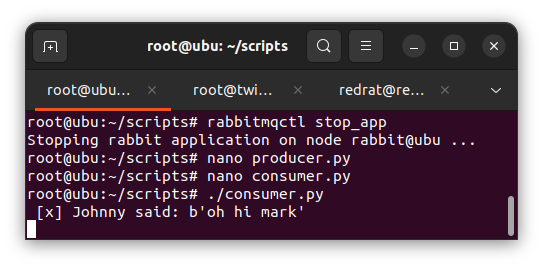 root@ubu: ~/scripts
root@ubu... root@twi... redrat@re...
root@ubu:~/scripts# rabbitmqctl stop_app
Stopping rabbit application on node rabbit@ubu ...
root@ubu:~/scripts# nano producer.py
root@ubu:~/scripts# nano consumer.py
root@ubu:~/scripts# ./consumer.py
[x] Johnny said: b'oh hi mark'